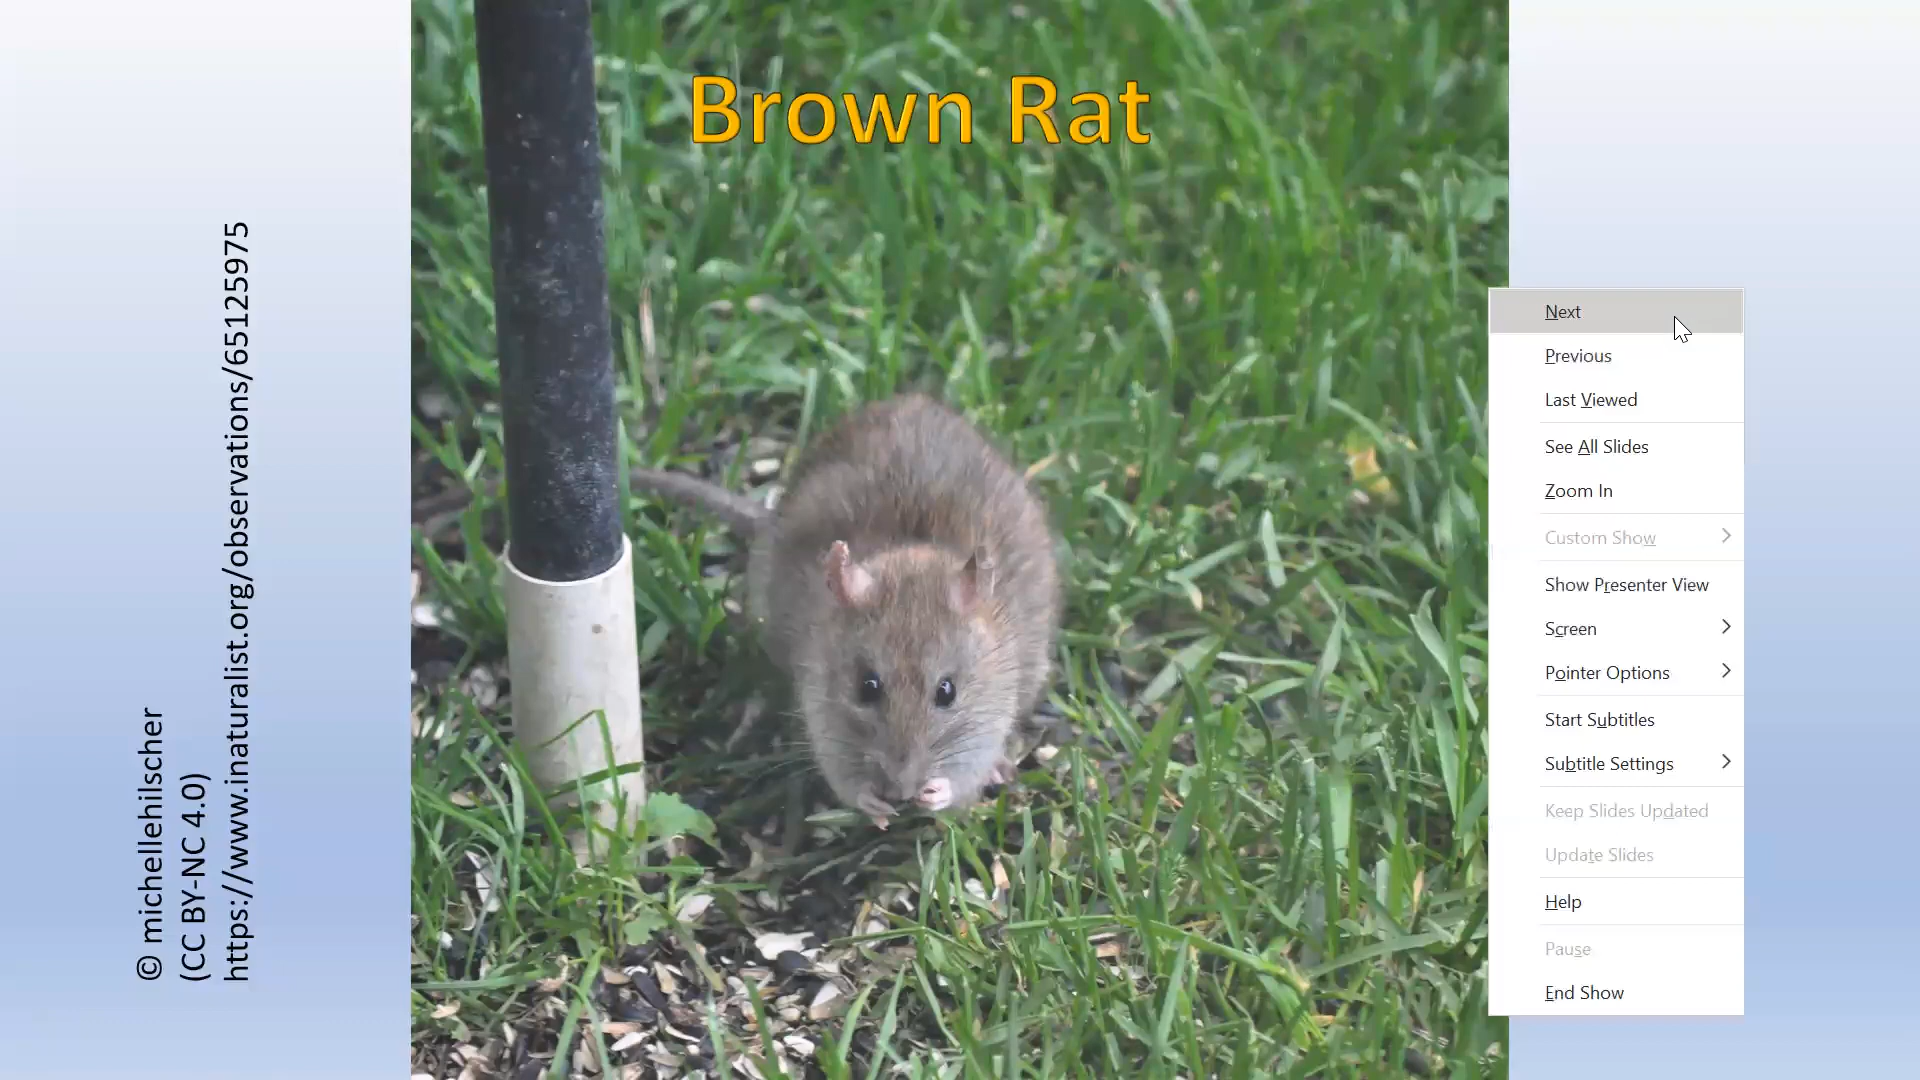 Brown Rat
© michellehilscher
(CC BY-NC 4.0)
https://www.inaturalist.org/observations/65125975
Next
Previous
Last Viewed
See All Slides
Zoom In
Custom Show
Show Presenter View
Screen
Pointer Options
Start Subtitles
Subtitle Settings
Keep Slides Updated
Update Slides
Help
Pause
End Show